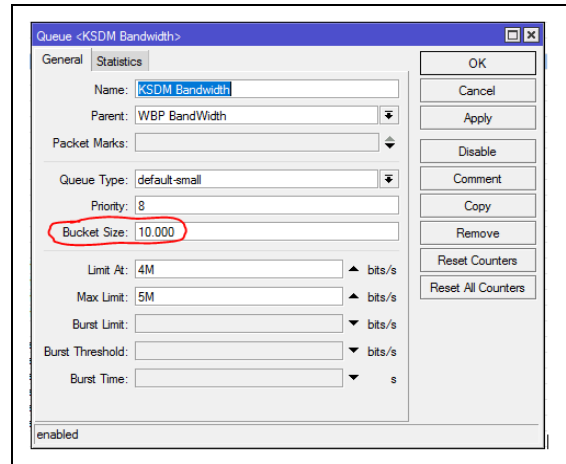 Queue <KSDM Bandwidth>
General Statistics
Name: KSDM Bandwidth
Parent: WBP BandWidth
Packet Marks:
Queue Type: default-small
Priority: 8
Bucket Size: 10.000
Limit At: 4M bits/s
Max Limit: 5M bits/s
Burst Limit: bits/s
Burst Threshold: bits/s
Burst Time: s
enabled
OK
Cancel
Apply
Disable
Comment
Copy
Remove
Reset Counters
Reset All Counters